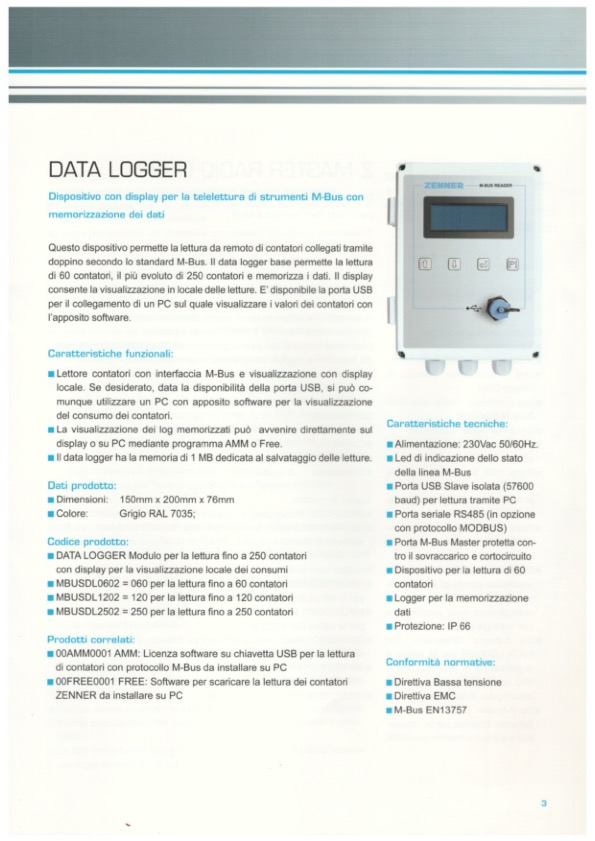 DATA LOGGER
Dispositivo con display per la telelettura di strumenti M-Bus con
memorizzazione dei dati
Questo dispositivo permette la lettura da remoto di contatori collegati tramite
doppino secondo lo standard M-Bus. Il data logger base permette la lettura
di 60 contatori, il più evoluto di 250 contatori e memorizza i dati. Il display
consente la visualizzazione in locale delle letture. E' disponibile la porta USB
per il collegamento di un PC sul quale visualizzare i valori dei contatori con
l'apposito software.
Caratteristiche funzionali:
Lettore contatori con interfaccia M-Bus e visualizzazione con display
locale. Se desiderato, data la disponibilità della porta USB, si può co-
munque utilizzare un PC con apposito software per la visualizzazione
del consumo dei contatori.
La visualizzazione dei log memorizzati può avvenire direttamente sul
display o su PC mediante programma AMM o Free.
Il data logger ha la memoria di 1 MB dedicata al salvataggio delle letture.
Dati prodotto:
Dimensioni: 150mm x 200mm x 76mm
Colore: Grigio RAL 7035;
Codice prodotto:
DATA LOGGER Modulo per la lettura fino a 250 contatori
con display per la visualizzazione locale dei consumi
MBUSDL0602 = 060 per la lettura fino a 60 contatori
MBUSDL1202 = 120 per la lettura fino a 120 contatori
MBUSDL2502 = 250 per la lettura fino a 250 contatori
Prodotti correlati:
00AMM0001 AMM: Licenza software su chiavetta USB per la lettura
di contatori con protocollo M-Bus da installare su PC
00FREE0001 FREE: Software per scaricare la lettura dei contatori
ZENNER da installare su PC
ZENNER M-BUS READER
Caratteristiche tecniche:
Alimentazione: 230Vac 50/60Hz.
Led di indicazione dello stato
della linea M-Bus
Porta USB Slave isolata (57600
baud) per lettura tramite PC
Porta seriale RS485 (in opzione
con protocollo MODBUS)
Porta M-Bus Master protetta con-
tro il sovraccarico e cortocircuito
Dispositivo per la lettura di 60
contatori
Logger per la memorizzazione
dati
Protezione: IP 66
Conformità normative:
Direttiva Bassa tensione
Direttiva EMC
M-Bus EN13757
3